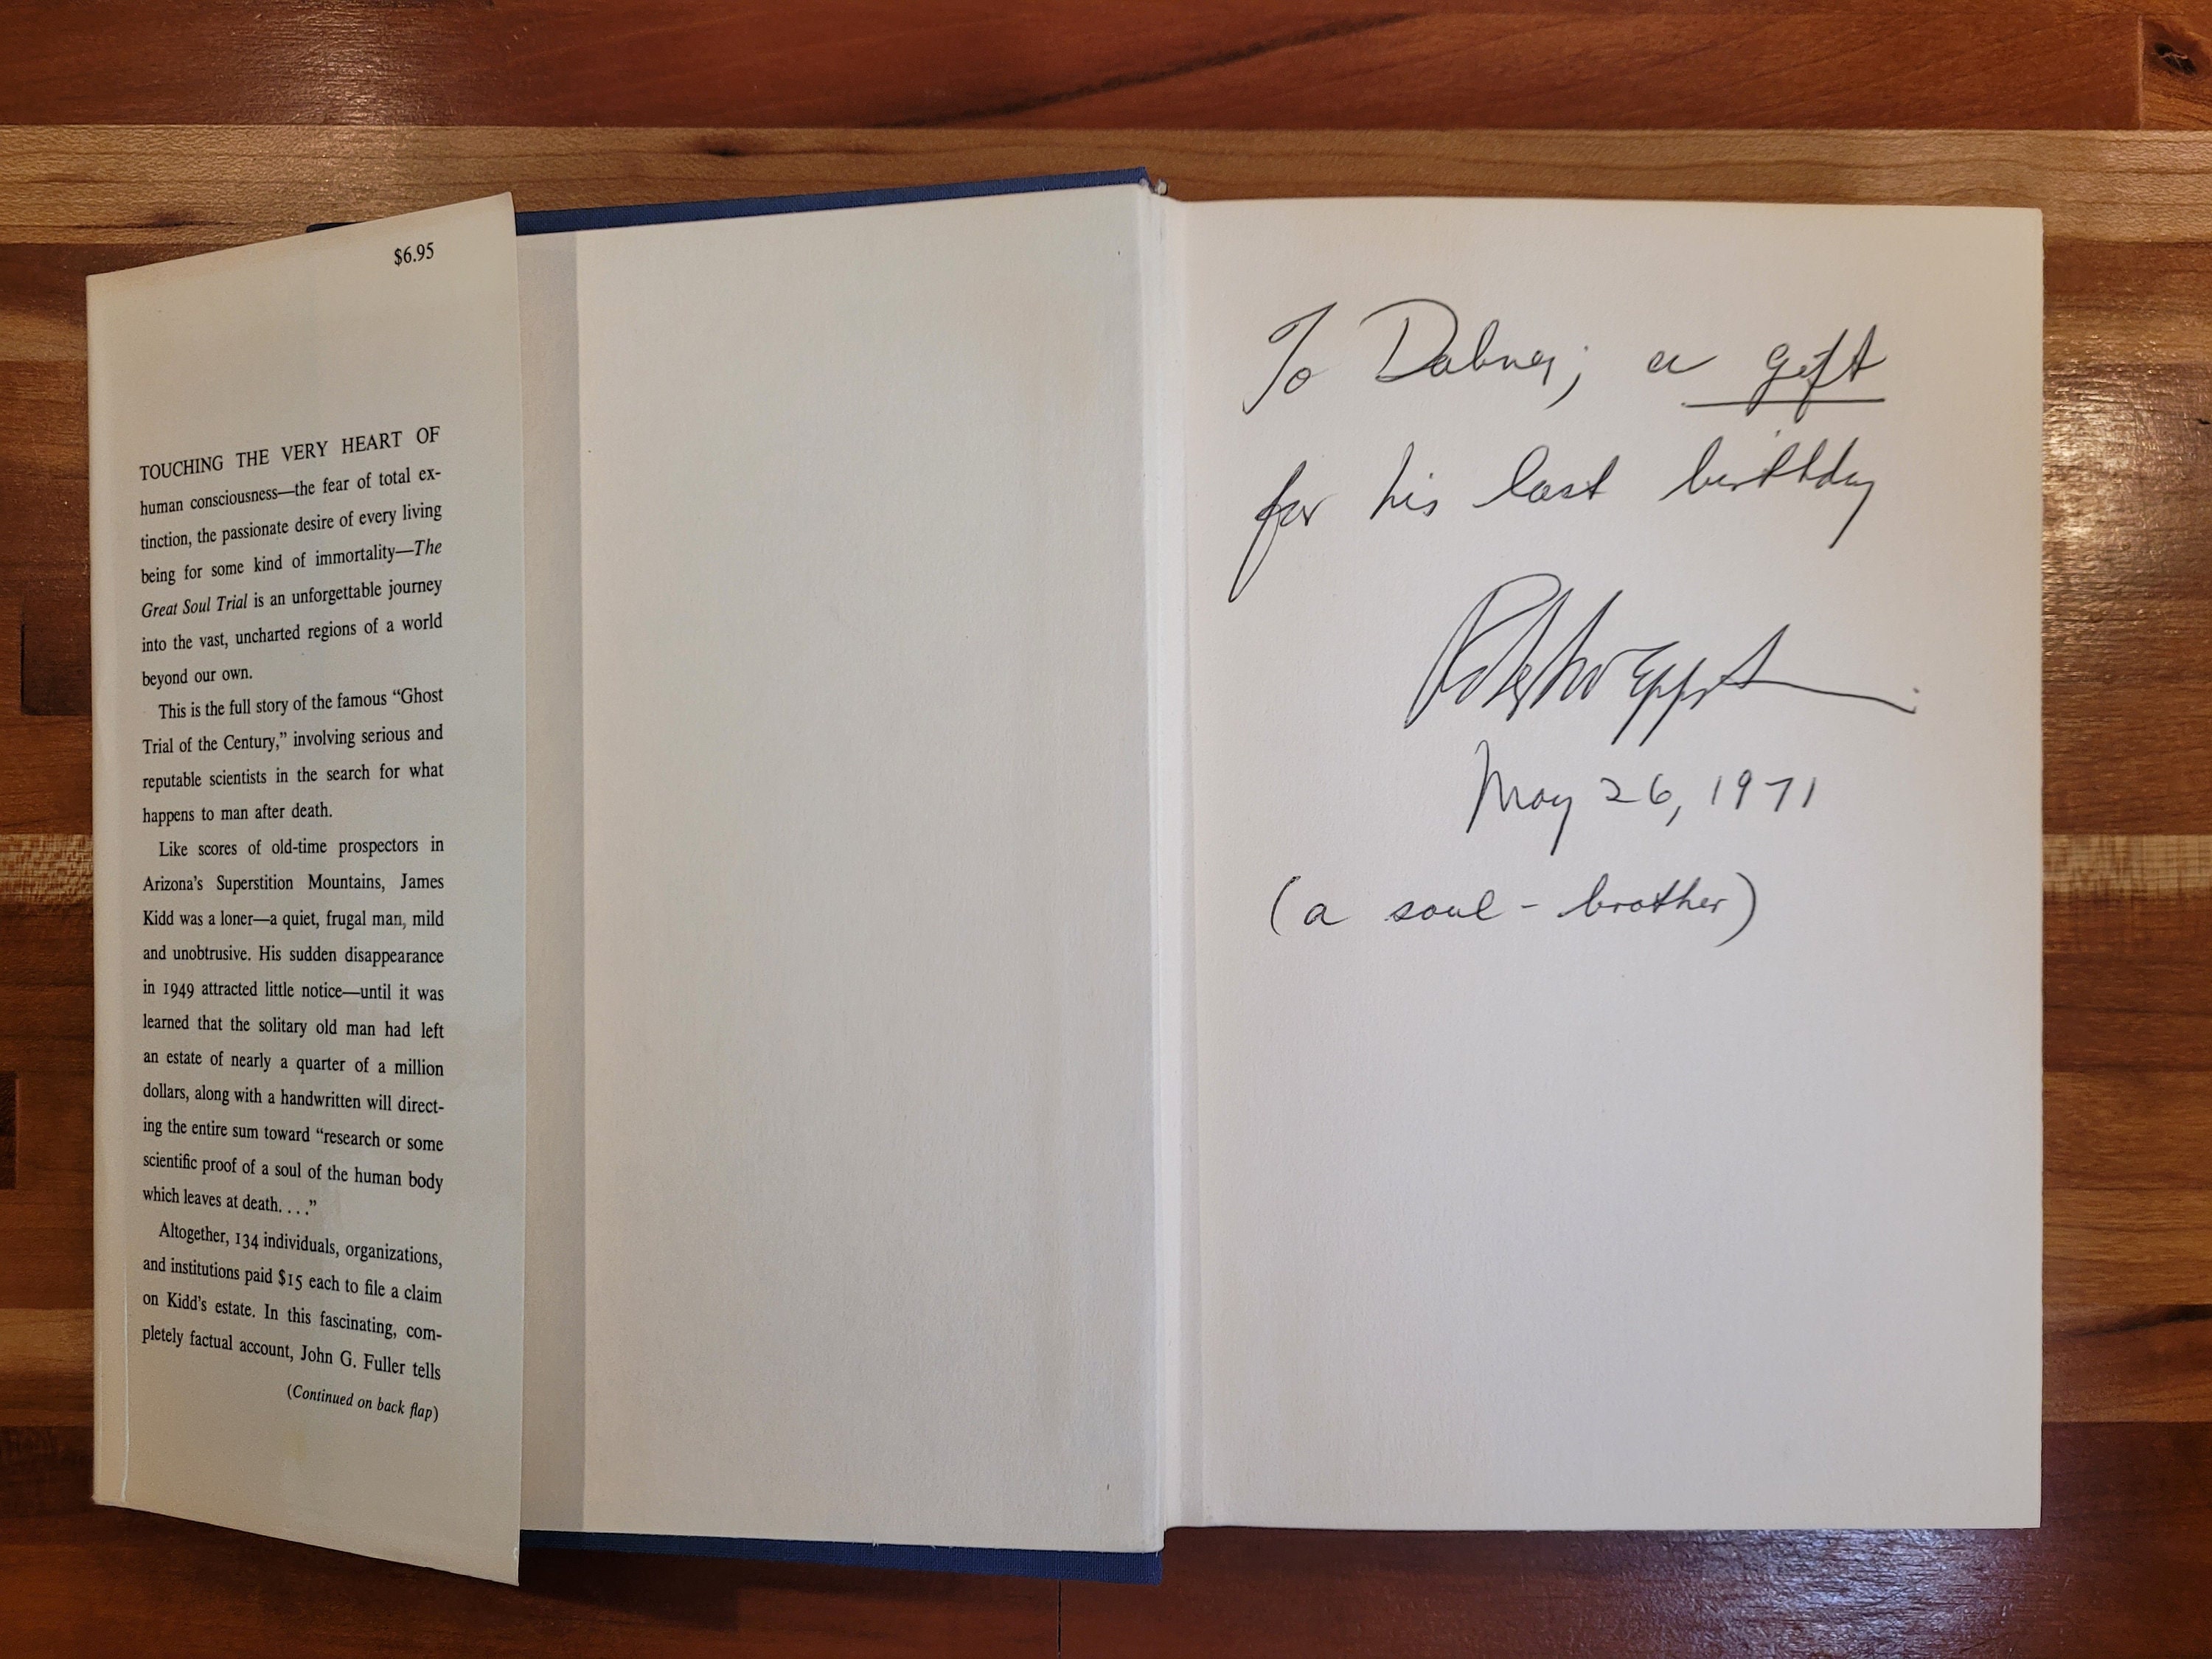 $6.95
TOUCHING THE VERY HEART OF
human consciousness—the fear of total ex-
tinction, the passionate desire of every living
being for some kind of immortality—The
Great Soul Trial is an unforgettable journey
into the vast, uncharted regions of a world
beyond our own.
This is the full story of the famous “Ghost
Trial of the Century,” involving serious and
reputable scientists in the search for what
happens to man after death.
Like scores of old-time prospectors in
Arizona’s Superstition Mountains, James
Kidd was a loner—a quiet, frugal man, mild
and unobtrusive. His sudden disappearance
in 1949 attracted little notice—until it was
learned that the solitary old man had left
an estate of nearly a quarter of a million
dollars, along with a handwritten will direct-
ing the entire sum toward “research or some
scientific proof of a soul of the human body
which leaves at death. . . .”
Altogether, 134 individuals, organizations,
and institutions paid $15 each to file a claim
on Kidd’s estate. In this fascinating, com-
pletely factual account, John G. Fuller tells
(Continued on back flap)
To Dabney; a gift
for his last birthday
May 26, 1971
(a soul - brother)